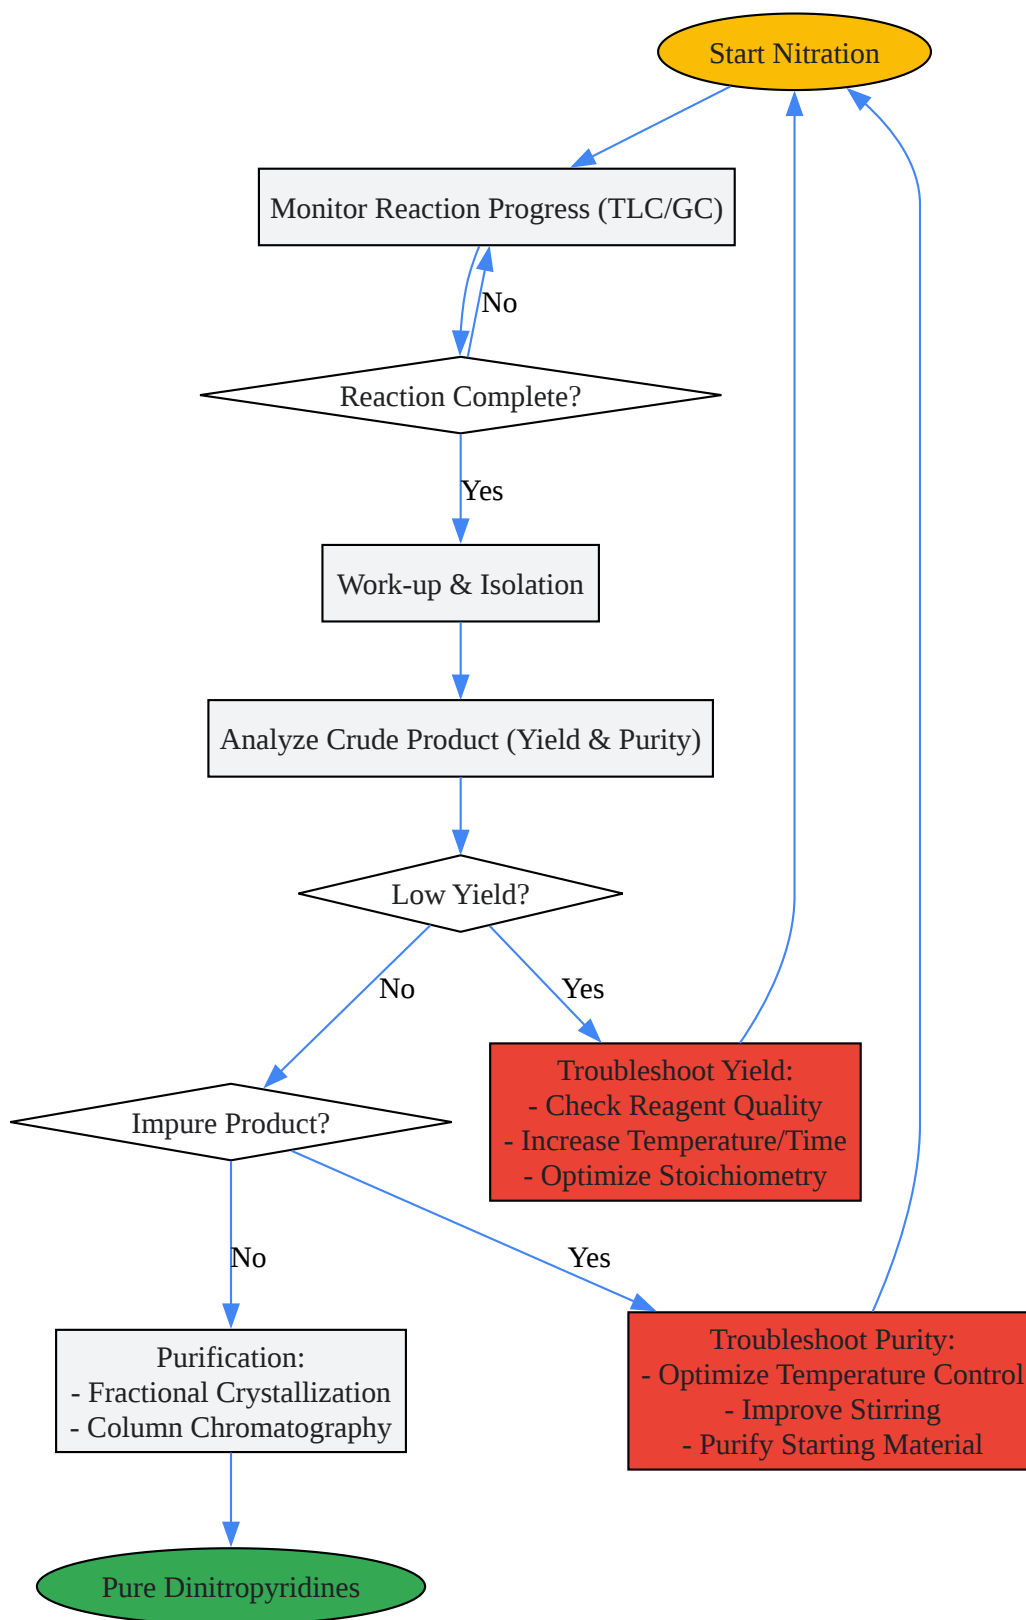 Start Nitration
Monitor Reaction Progress (TLC/GC)
No
Reaction Complete?
Yes
Work-up & Isolation
Analyze Crude Product (Yield & Purity)
Low Yield?
No
Yes
Troubleshoot Yield:
- Check Reagent Quality
- Increase Temperature/Time
- Optimize Stoichiometry
Impure Product?
No
Yes
Purification:
- Fractional Crystallization
- Column Chromatography
Troubleshoot Purity:
- Optimize Temperature Control
- Improve Stirring
- Purify Starting Material
Pure Dinitropyridines